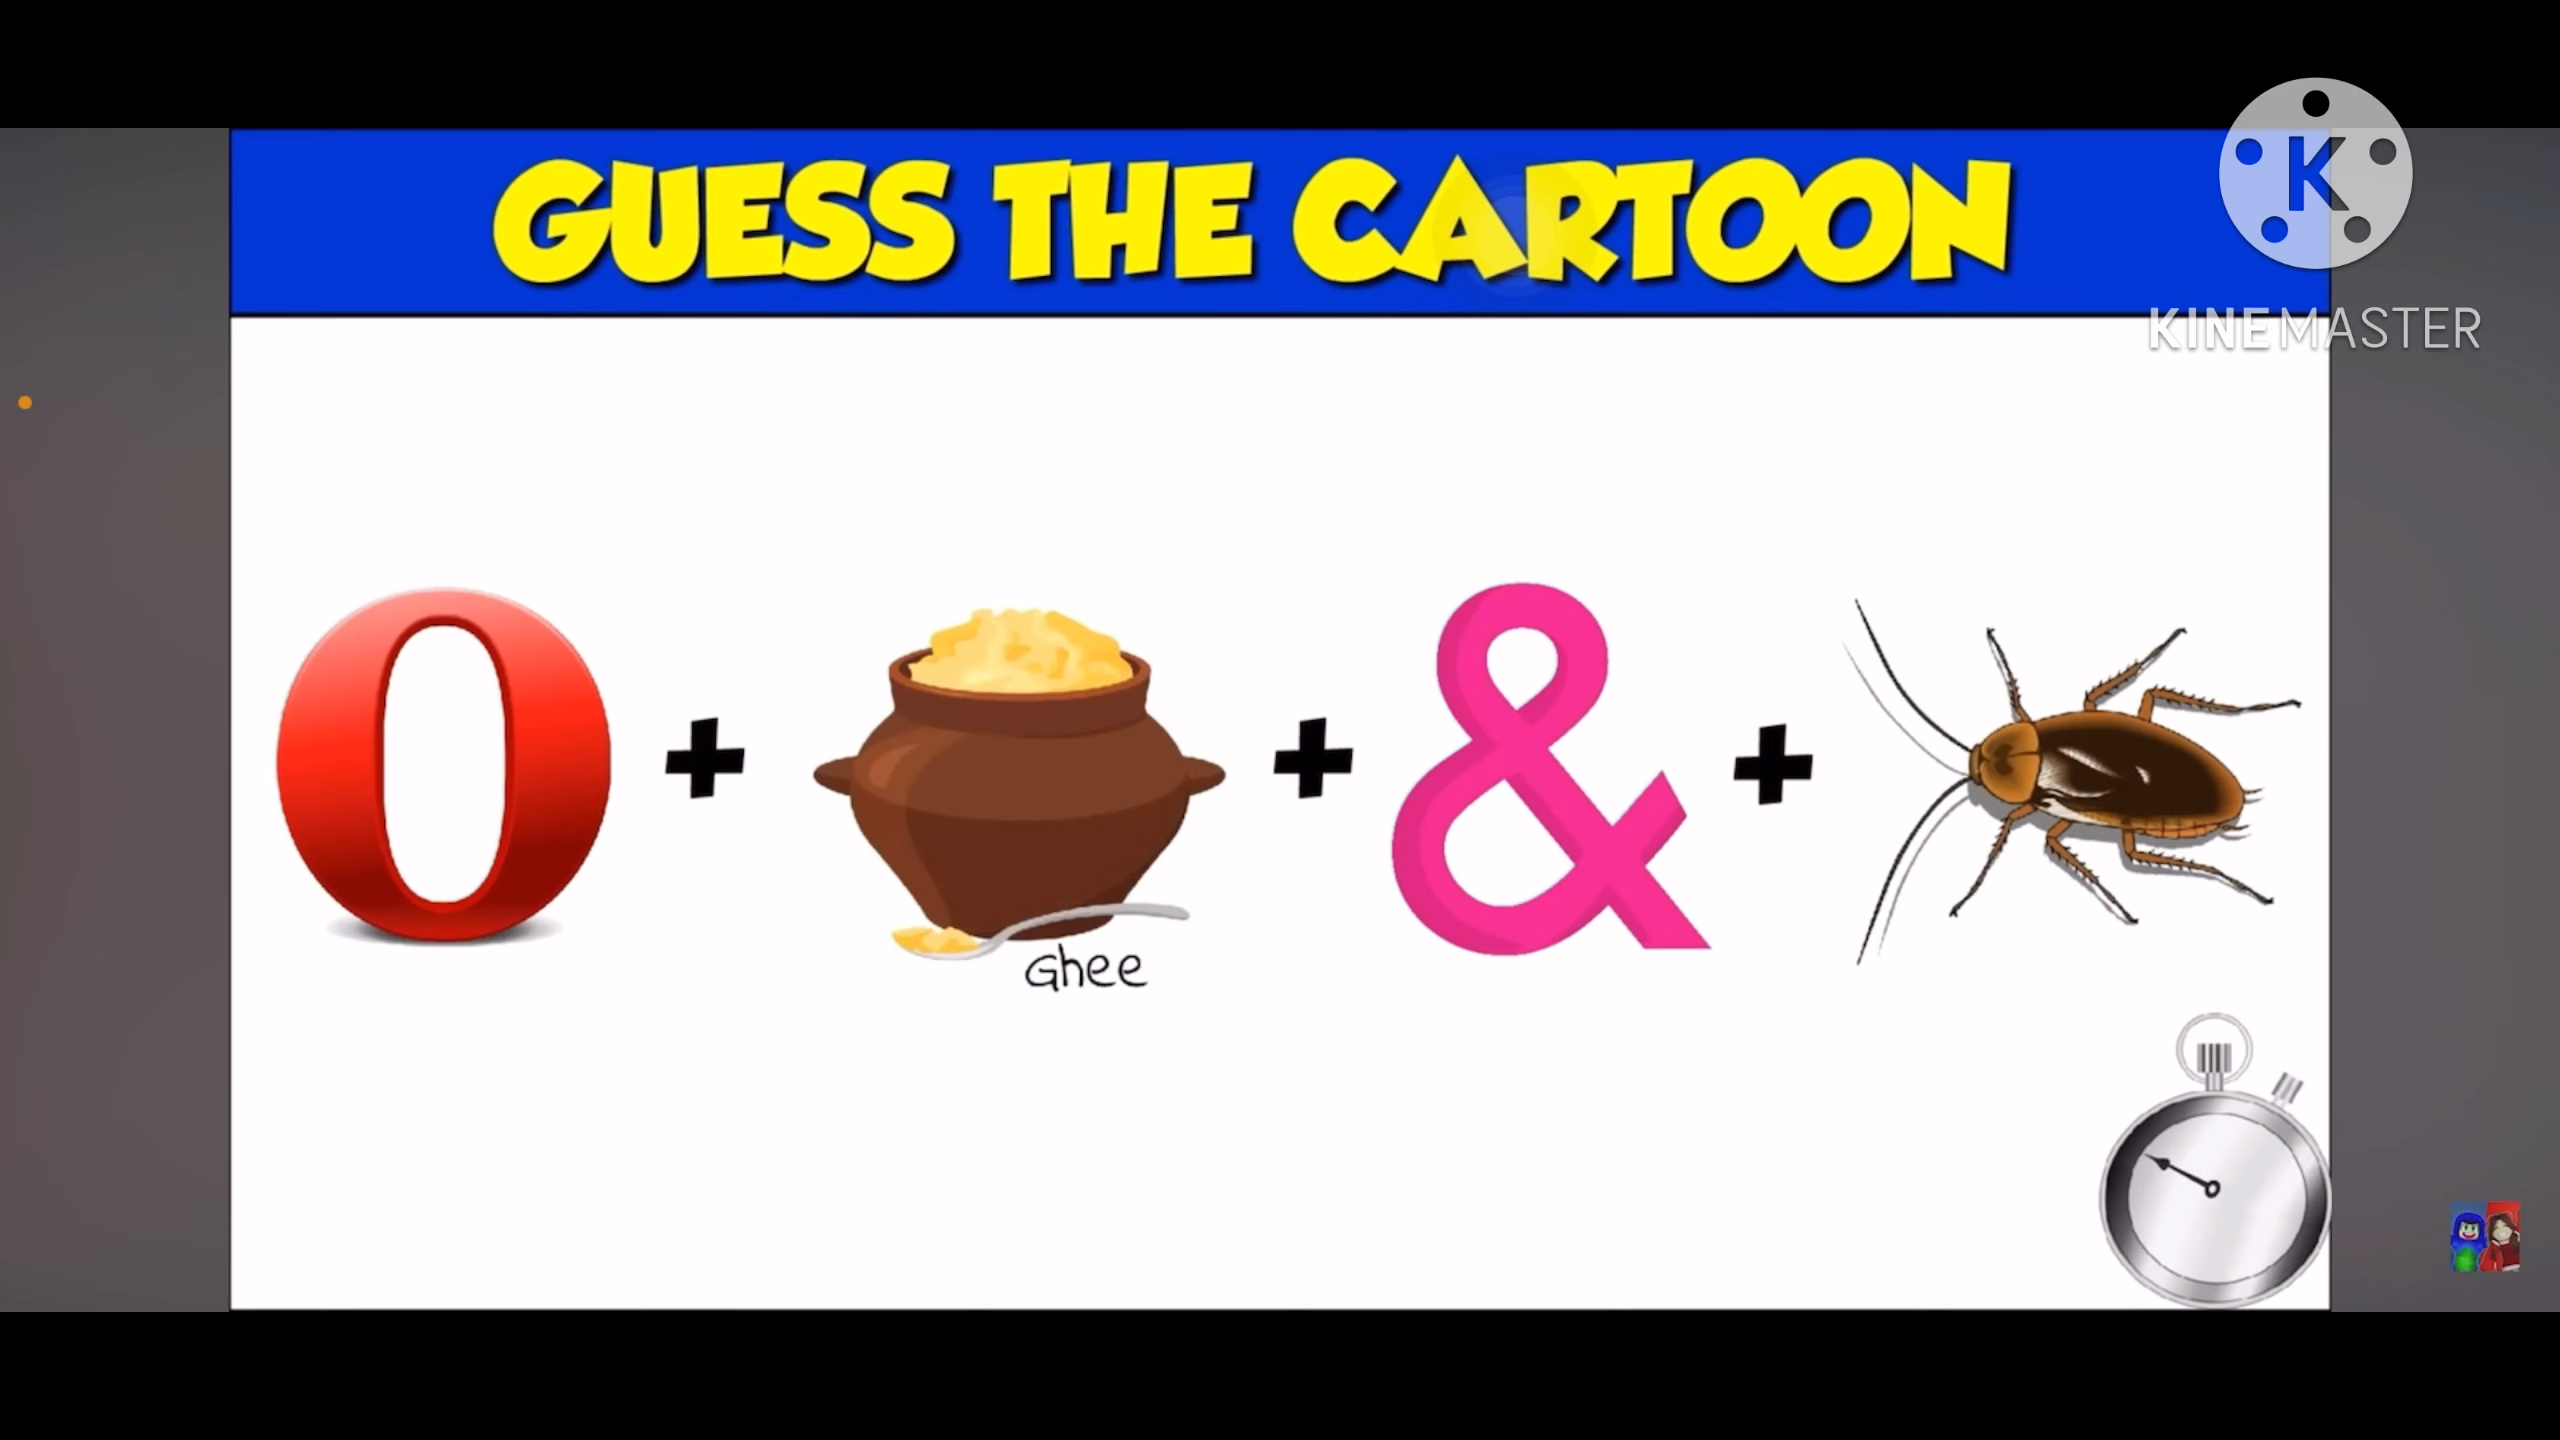 GUESS THE CARTOON
K
KINEMASTER
O + + & +
Ghee